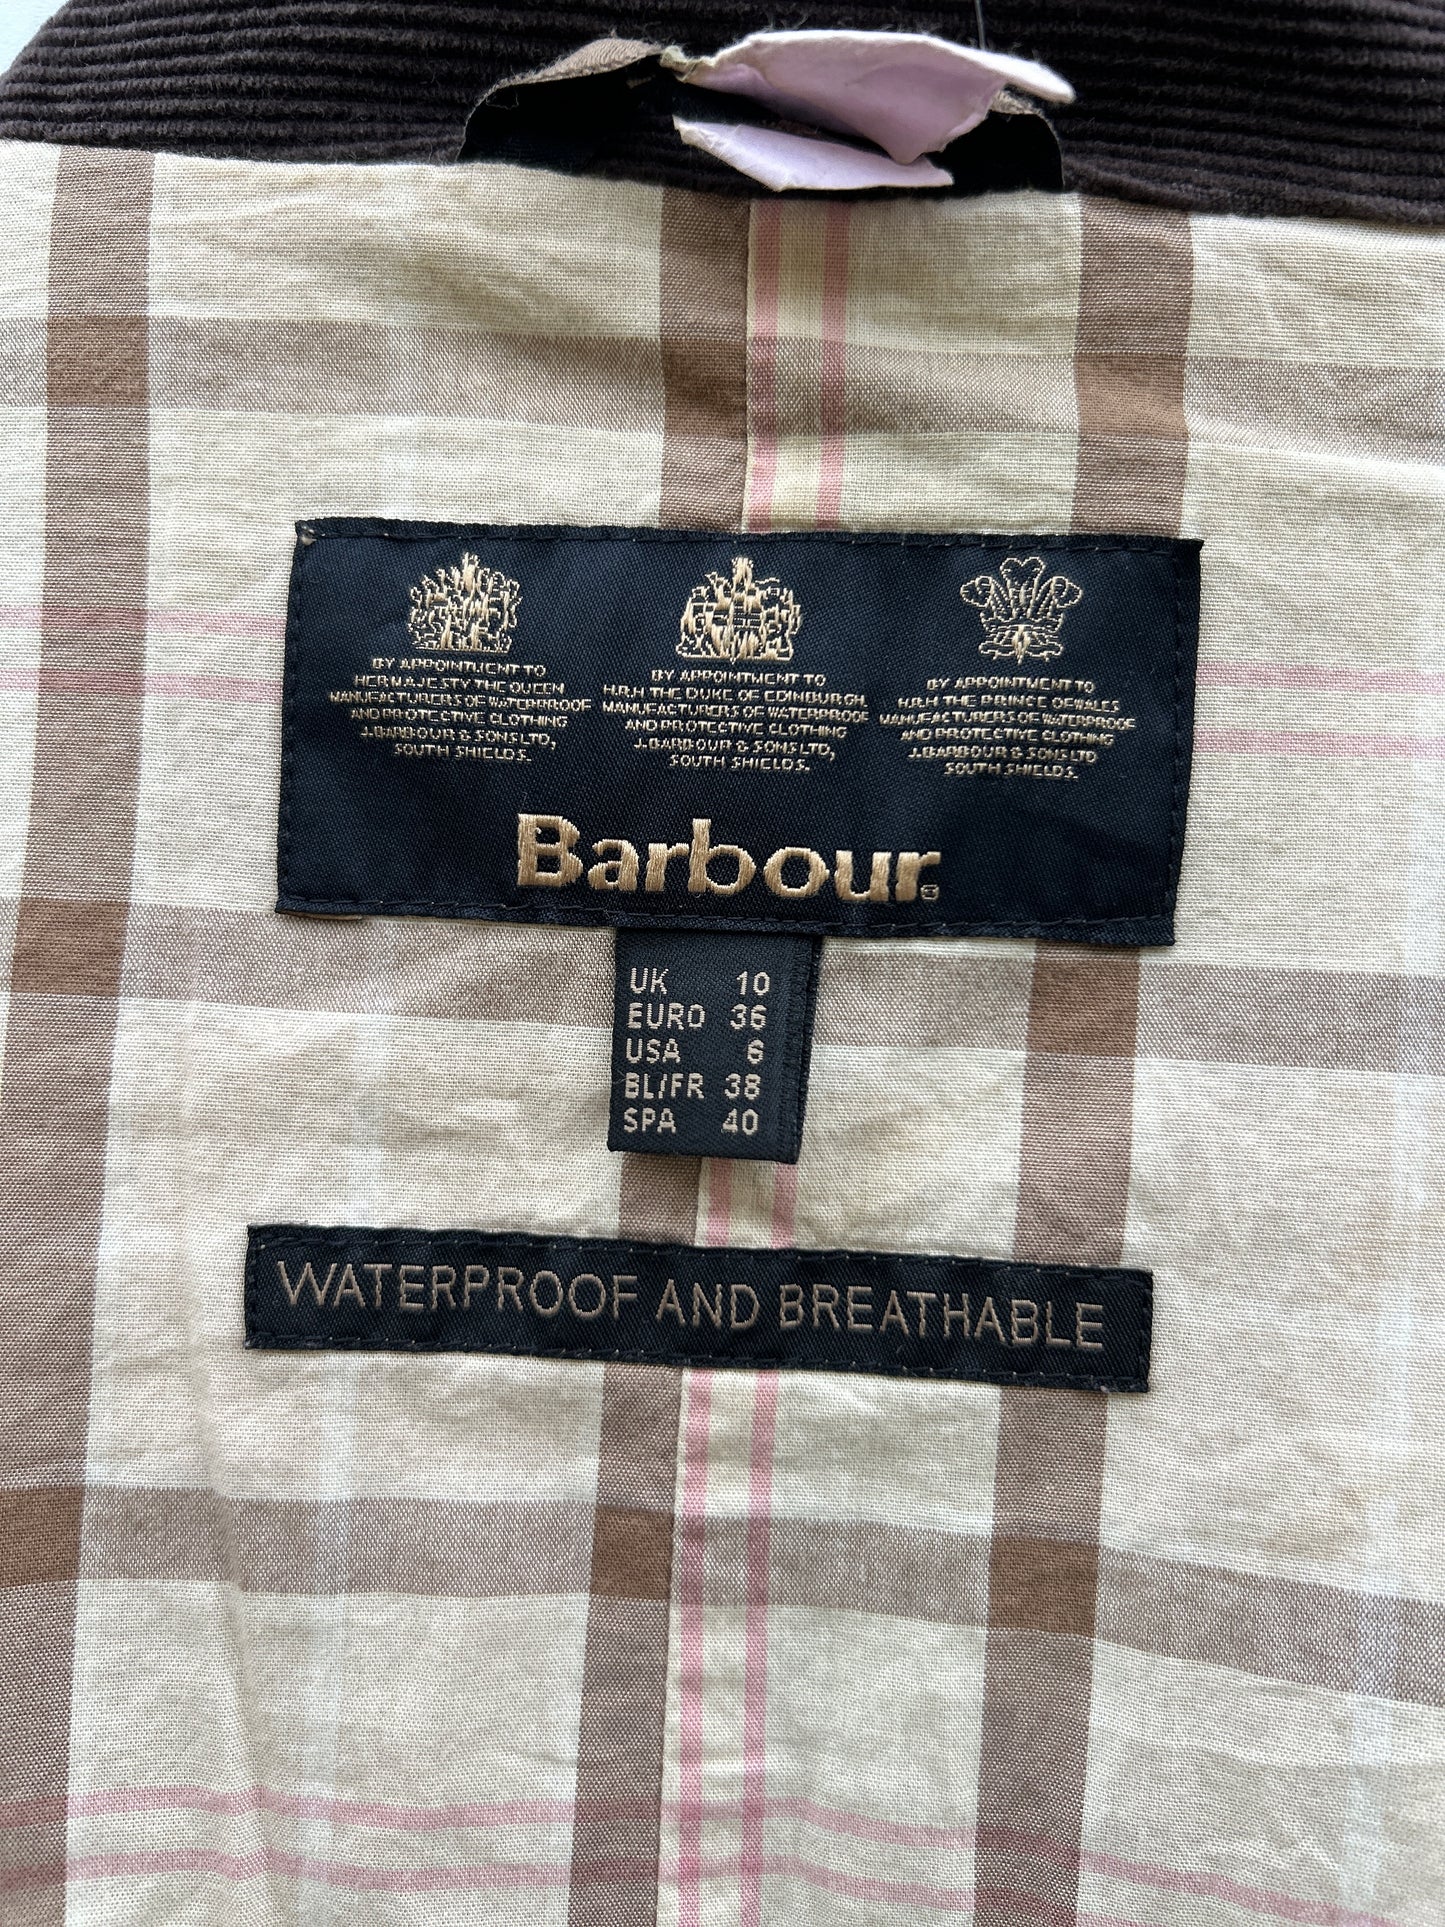 BY APPOINTMENT TO
HER MAJESTY THE QUEEN
MANUFACTURERS OF WATERPROOF
AND PROTECTIVE CLOTHING
J.BARBOUR & SONS LTD,
SOUTH SHIELDS.
BY APPOINTMENT TO
H.R.H THE DUKE OF EDINBURGH
MANUFACTURERS OF WATERPROOF
AND PROTECTIVE CLOTHING
J.BARBOUR & SONS LTD,
SOUTH SHIELDS.
BY APPOINTMENT TO
H.R.H THE PRINCE OF WALES
MANUFACTURERS OF WATERPROOF
AND PROTECTIVE CLOTHING
J.BARBOUR & SONS LTD
SOUTH SHIELDS.
Barbour®
UK 10
EURO 36
USA 6
BL/FR 38
SPA 40
WATERPROOF AND BREATHABLE